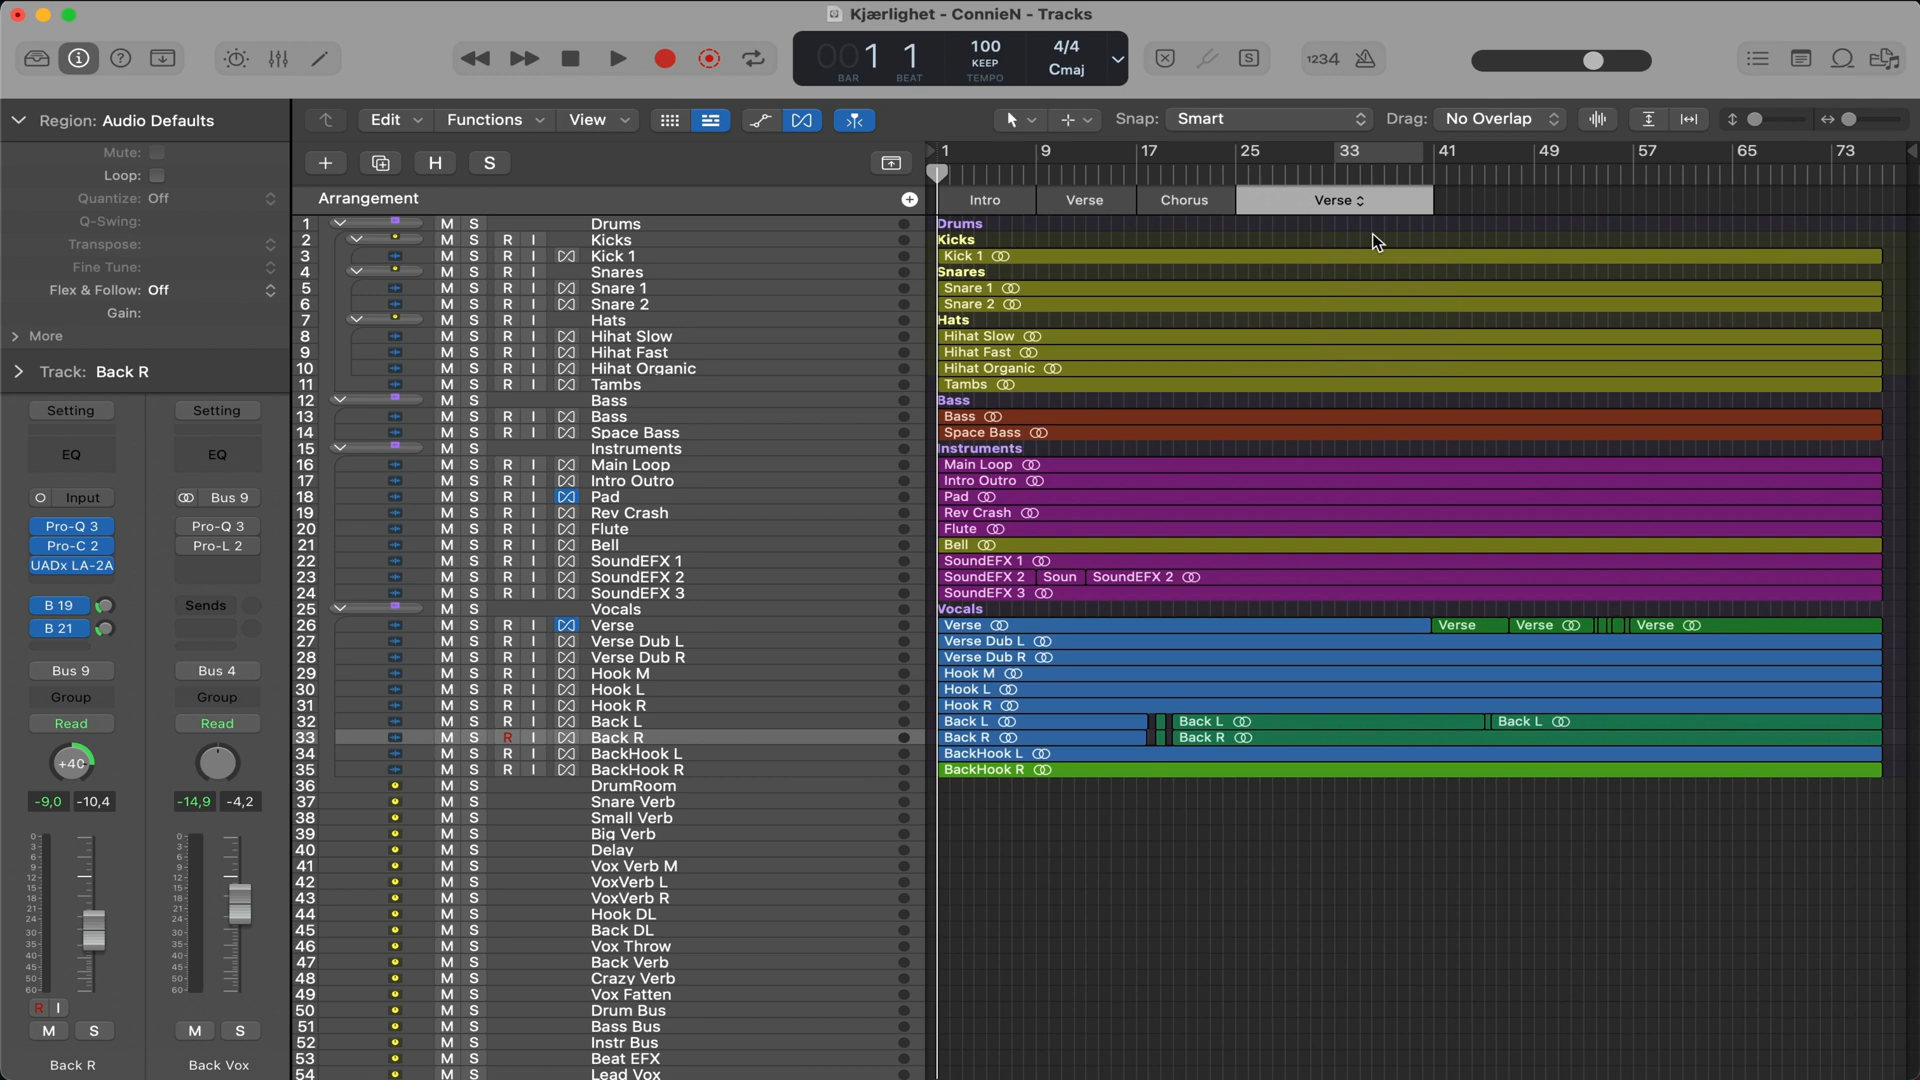 Kjærlighet - ConnieN - Tracks
001 1
BAR BEAT
100
KEEP
TEMPO
4/4
Cmaj
S
1234
Region: Audio Defaults
Mute:
Loop:
Quantize: Off
Q-Swing:
Transpose:
Fine Tune:
Flex & Follow: Off
Gain:
More
Track: Back R
Setting Setting
EQ EQ
Input Bus 9
Pro-Q 3 Pro-Q 3
Pro-C 2 Pro-L 2
UADx LA-2A
B 19 Sends
B 21
Bus 9 Bus 4
Group Group
Read Read
+40
-9,0 -10,4 -14,9 -4,2
R I
M S M S
Back R Back Vox
Edit Functions View
Snap: Smart Drag: No Overlap
H S
1 9 17 25 33 41 49 57 65 73
Arrangement
Intro Verse Chorus Verse
1 M S Drums Drums
2 M S R I Kicks Kicks
3 M S R I Kick 1 Kick 1
4 M S R I Snares Snares
5 M S R I Snare 1 Snare 1
6 M S R I Snare 2 Snare 2
7 M S R I Hats Hats
8 M S R I Hihat Slow Hihat Slow
9 M S R I Hihat Fast Hihat Fast
10 M S R I Hihat Organic Hihat Organic
11 M S R I Tambs Tambs
12 M S Bass Bass
13 M S R I Bass Bass
14 M S R I Space Bass Space Bass
15 M S Instruments Instruments
16 M S R I Main Loop Main Loop
17 M S R I Intro Outro Intro Outro
18 M S R I Pad Pad
19 M S R I Rev Crash Rev Crash
20 M S R I Flute Flute
21 M S R I Bell Bell
22 M S R I SoundEFX 1 SoundEFX 1
23 M S R I SoundEFX 2 SoundEFX 2 Soun SoundEFX 2
24 M S R I SoundEFX 3 SoundEFX 3
25 M S Vocals Vocals
26 M S R I Verse Verse Verse Verse Verse
27 M S R I Verse Dub L Verse Dub L
28 M S R I Verse Dub R Verse Dub R
29 M S R I Hook M Hook M
30 M S R I Hook L Hook L
31 M S R I Hook R Hook R
32 M S R I Back L Back L Back L Back L
33 M S R I Back R Back R Back R
34 M S R I BackHook L BackHook L
35 M S R I BackHook R BackHook R
36 M S DrumRoom
37 M S Snare Verb
38 M S Small Verb
39 M S Big Verb
40 M S Delay
41 M S Vox Verb M
42 M S VoxVerb L
43 M S VoxVerb R
44 M S Hook DL
45 M S Back DL
46 M S Vox Throw
47 M S Back Verb
48 M S Crazy Verb
49 M S Vox Fatten
50 M S Drum Bus
51 M S Bass Bus
52 M S Instr Bus
53 M S Beat EFX
54 M S Lead Vox